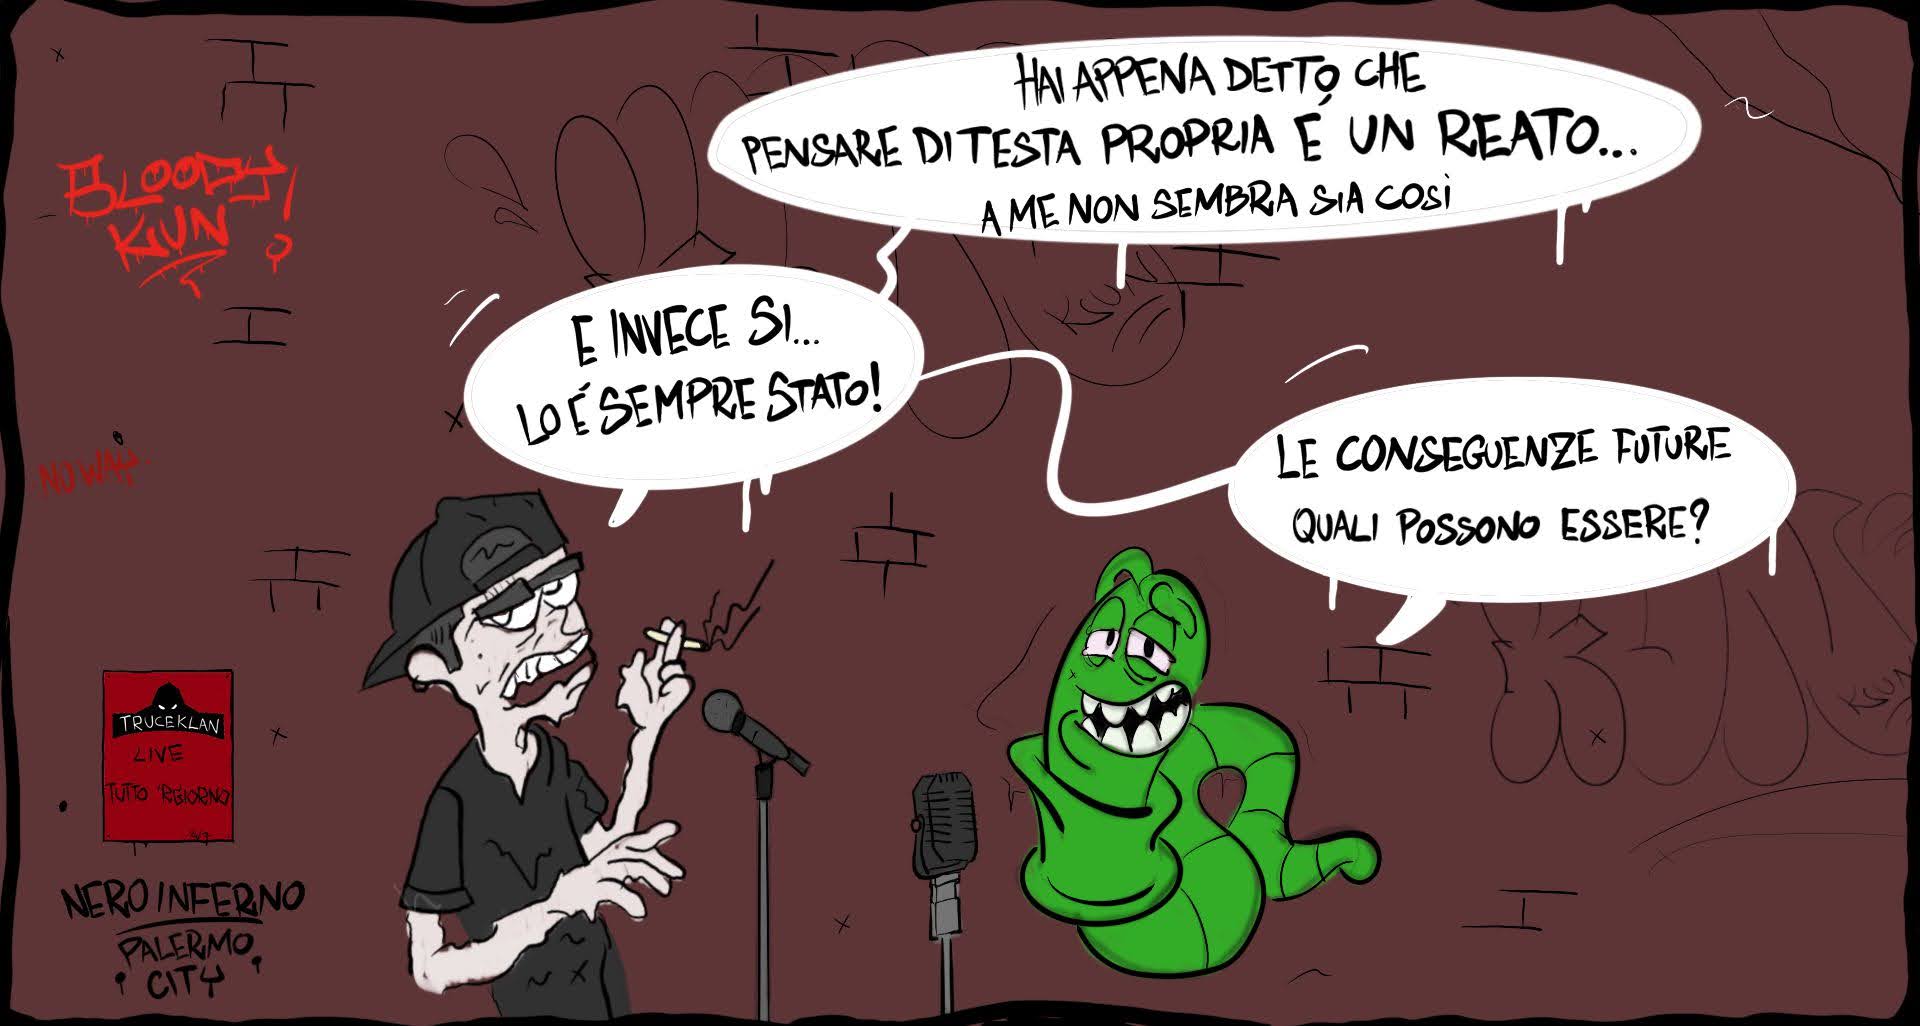 HAI APPENA DETTO CHE
PENSARE DI TESTA PROPRIA É UN REATO...
A ME NON SEMBRA SIA COSÌ
E INVECE SI...
LO É SEMPRE STATO!
LE CONSEGUENZE FUTURE
QUALI POSSONO ESSERE?
BLOODY
KUN!
NO WAY.
TRUCEKLAN
LIVE
TUTTO 'R GIORNO
NERO INFERNO
PALERMO
CITY